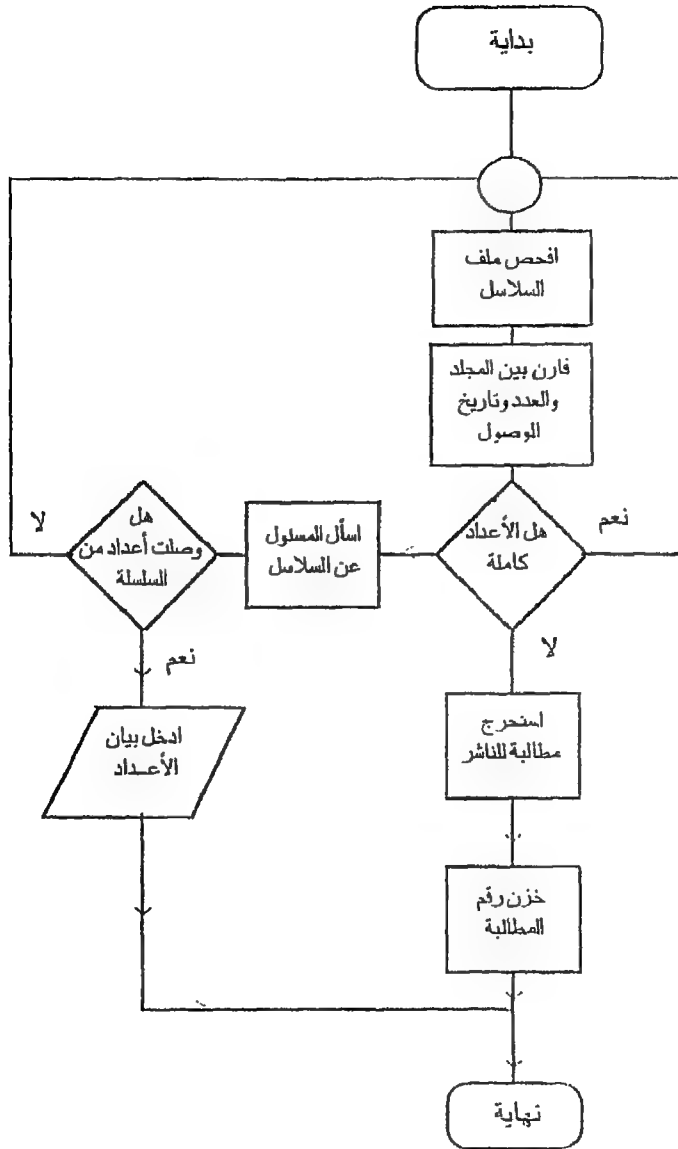 بداية
افحص ملف
السلاسل
قارن بين المجلد
والعدد وتاريخ
الوصول
هل الأعداد
كاملة
نعم
لا
اسأل المسئول
عن السلاسل
هل
وصلت أعداد من
السلسلة
لا
نعم
ادخل بيان
الأعداد
استخرج
مطالبة للناشر
خزن رقم
المطالبة
نهاية